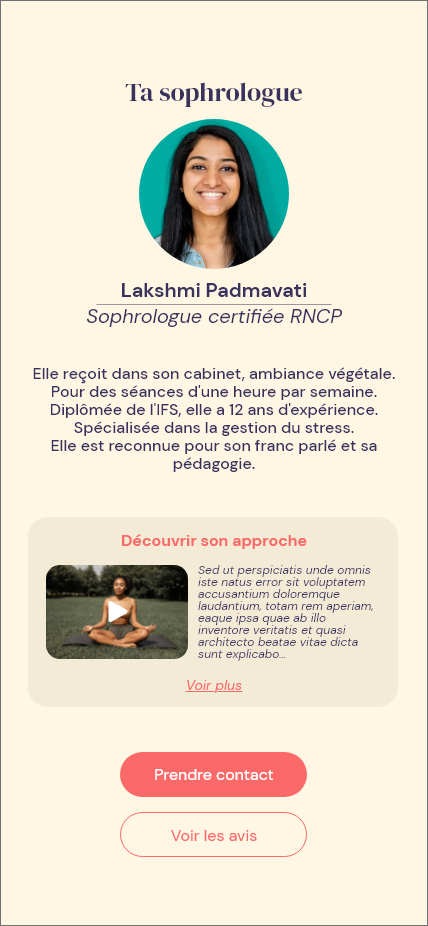 Ta sophrologue
Lakshmi Padmavati
Sophrologue certifiée RNCP
Elle reçoit dans son cabinet, ambiance végétale.
Pour des séances d'une heure par semaine.
Diplômée de l'IFS, elle a 12 ans d'expérience.
Spécialisée dans la gestion du stress.
Elle est reconnue pour son franc parlé et sa
pédagogie.
Découvrir son approche
Sed ut perspiciatis unde omnis
iste natus error sit voluptatem
accusantium doloremque
laudantium, totam rem aperiam,
eaque ipsa quae ab illo
inventore veritatis et quasi
architecto beatae vitae dicta
sunt explicabo...
Voir plus
Prendre contact
Voir les avis